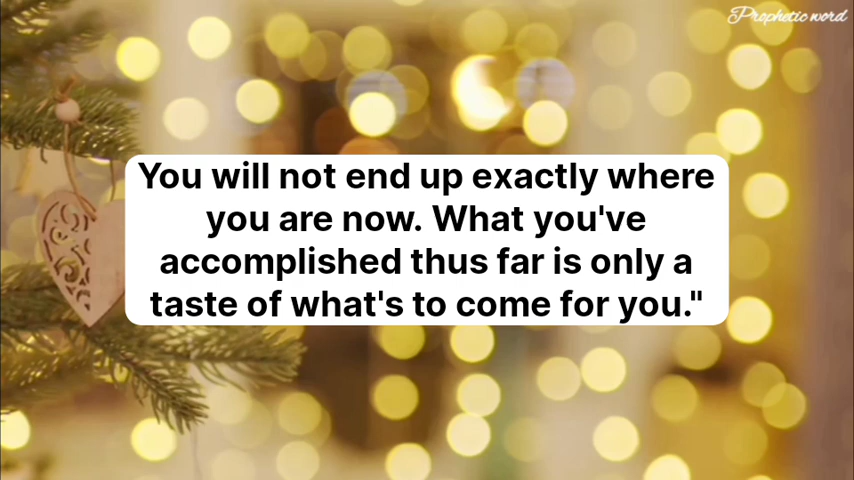 Prophetic word
You will not end up exactly where
you are now. What you've
accomplished thus far is only a
taste of what's to come for you."